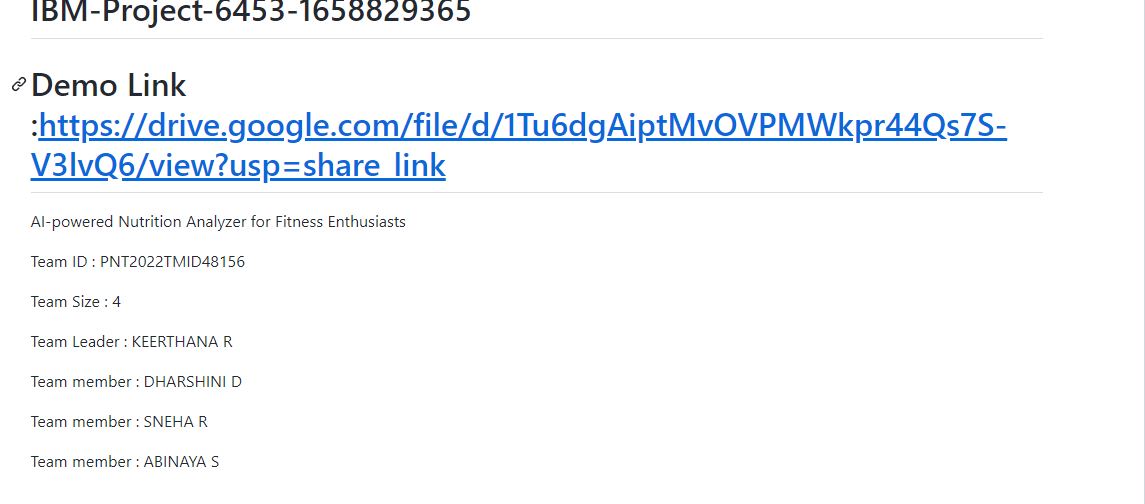 IBM-Project-6453-1658829365
Demo Link
:https://drive.google.com/file/d/1Tu6dgAiptMvOVPMWkpr44Qs7S-
V3lvQ6/view?usp=share_link
AI-powered Nutrition Analyzer for Fitness Enthusiasts
Team ID : PNT2022TMID48156
Team Size : 4
Team Leader : KEERTHANA R
Team member : DHARSHINI D
Team member : SNEHA R
Team member : ABINAYA S